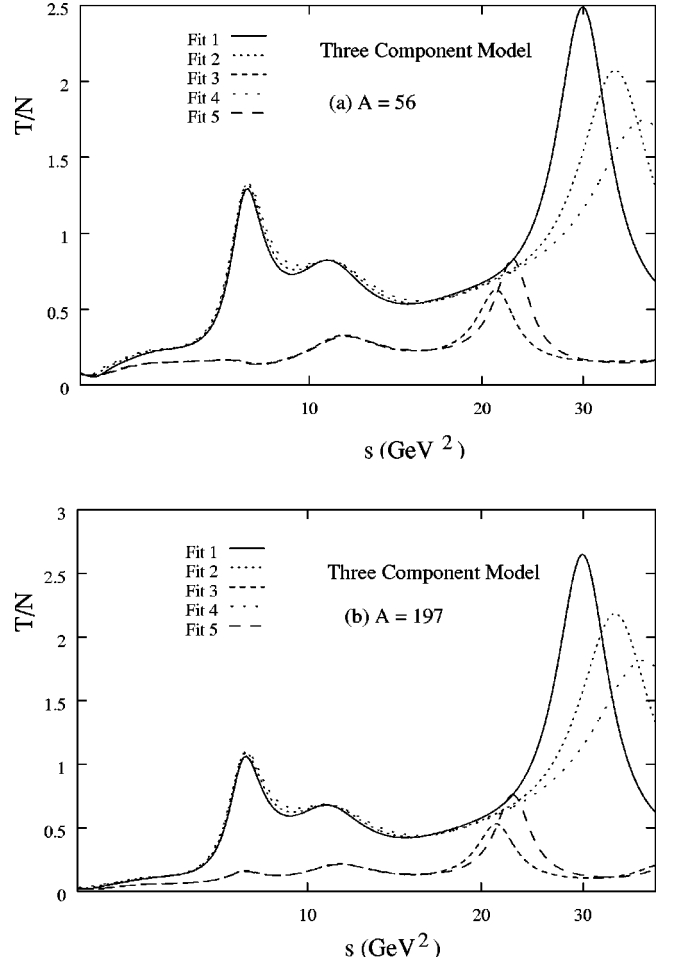 2.5
2
1.5
1
0.5
0
T/N
Fit 1
Fit 2
Fit 3
Fit 4
Fit 5
Three Component Model
(a) A = 56
10
20
30
s (GeV 2)
3
2.5
2
1.5
1
0.5
0
T/N
Fit 1
Fit 2
Fit 3
Fit 4
Fit 5
Three Component Model
(b) A = 197
10
20
30
s (GeV2)